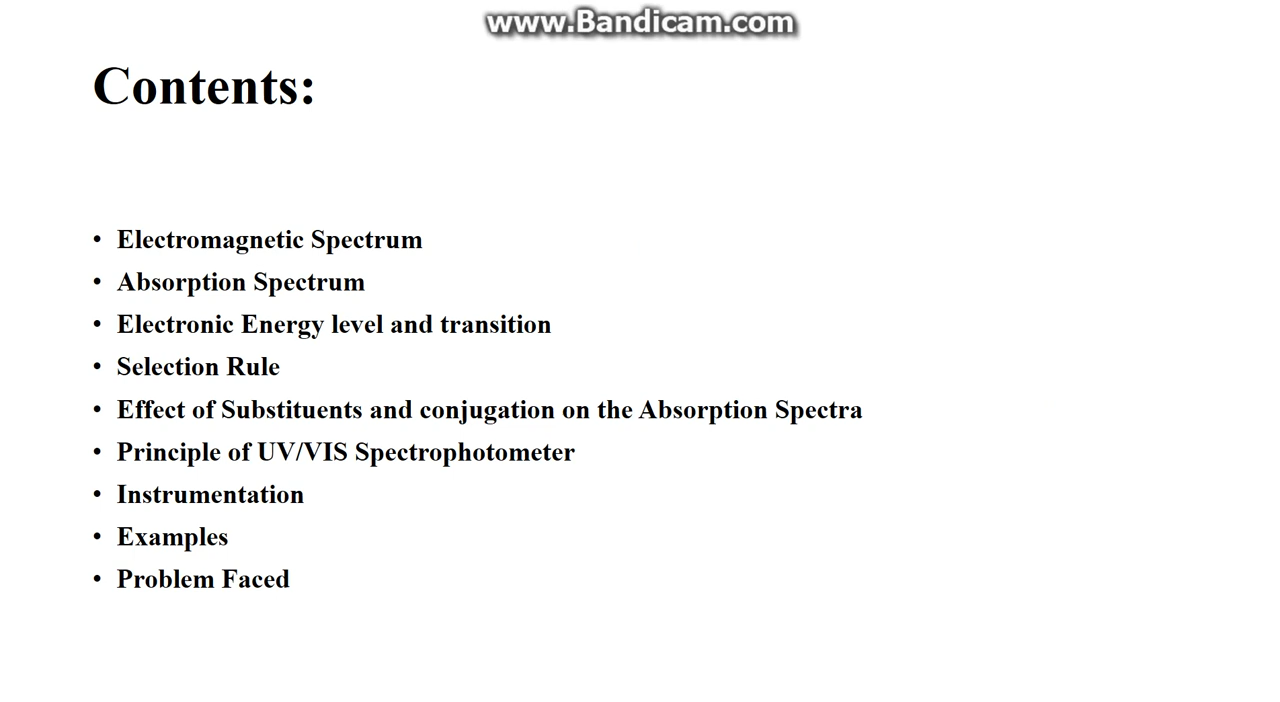 www.Bandicam.com
Contents:
• Electromagnetic Spectrum
• Absorption Spectrum
• Electronic Energy level and transition
• Selection Rule
• Effect of Substituents and conjugation on the Absorption Spectra
• Principle of UV/VIS Spectrophotometer
• Instrumentation
• Examples
• Problem Faced